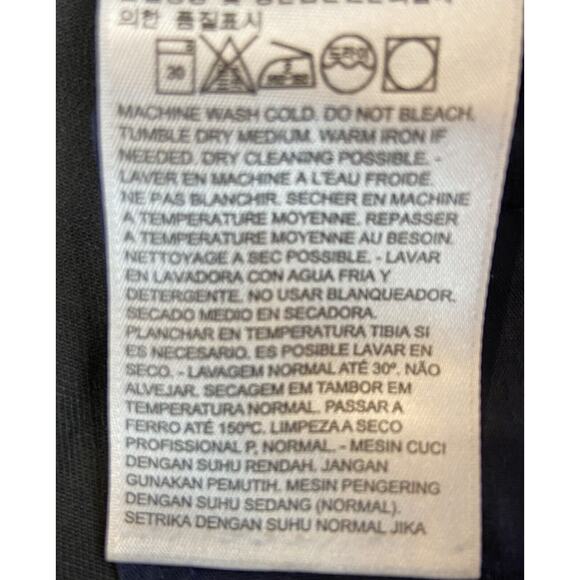 의한 품질표시
30
드라이
MACHINE WASH COLD. DO NOT BLEACH.
TUMBLE DRY MEDIUM. WARM IRON IF
NEEDED. DRY CLEANING POSSIBLE. -
LAVER EN MACHINE A L'EAU FROIDE.
NE PAS BLANCHIR. SECHER EN MACHINE
A TEMPERATURE MOYENNE. REPASSER
A TEMPERATURE MOYENNE AU BESOIN.
NETTOYAGE A SEC POSSIBLE. - LAVAR
EN LAVADORA CON AGUA FRIA Y
DETERGENTE. NO USAR BLANQUEADOR.
SECADO MEDIO EN SECADORA.
PLANCHAR EN TEMPERATURA TIBIA SI
ES NECESARIO. ES POSIBLE LAVAR EN
SECO. - LAVAGEM NORMAL ATÉ 30º. NÃO
ALVEJAR. SECAGEM EM TAMBOR EM
TEMPERATURA NORMAL. PASSAR A
FERRO ATÉ 150ºC. LIMPEZA A SECO
PROFISSIONAL P, NORMAL. - MESIN CUCI
DENGAN SUHU RENDAH. JANGAN
GUNAKAN PEMUTIH. MESIN PENGERING
DENGAN SUHU SEDANG (NORMAL).
SETRIKA DENGAN SUHU NORMAL JIKA